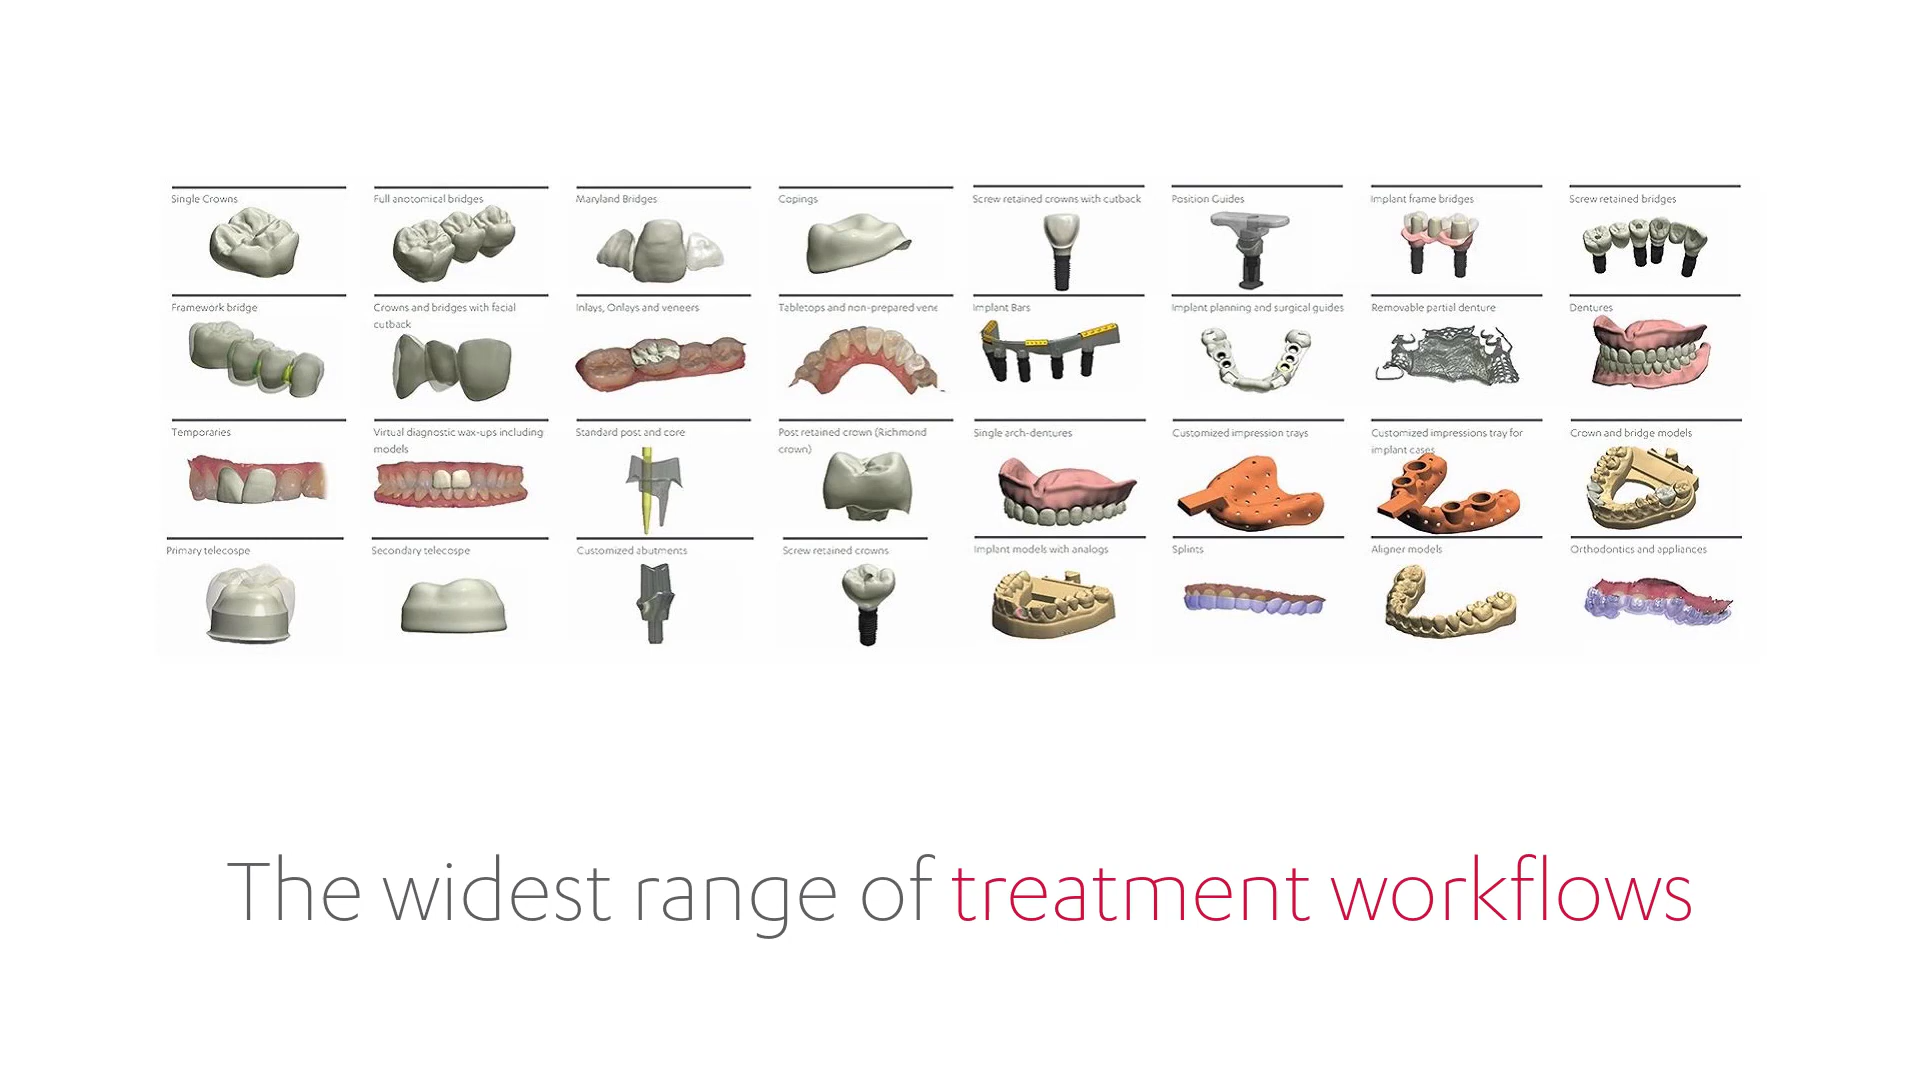 Single Crowns
Full anatomical bridges
Maryland Bridges
Copings
Screw retained crowns with cutback
Position Guides
Implant frame bridges
Screw retained bridges
Framework bridge
Crowns and bridges with facial
cutback
Inlays, Onlays and veneers
Tabletops and non-prepared vene
Implant Bars
Implant planning and surgical guides
Removable partial denture
Dentures
Temporaries
Virtual diagnostic wax-ups including
models
Standard post and core
Post retained crown (Richmond
crown)
Single arch-dentures
Customized impression trays
Customized impressions tray for
implant cases
Crown and bridge models
Primary telecospe
Secondary telecospe
Customized abutments
Screw retained crowns
Implant models with analogs
Splints
Aligner models
Orthodontics and appliances
The widest range of treatment workflows